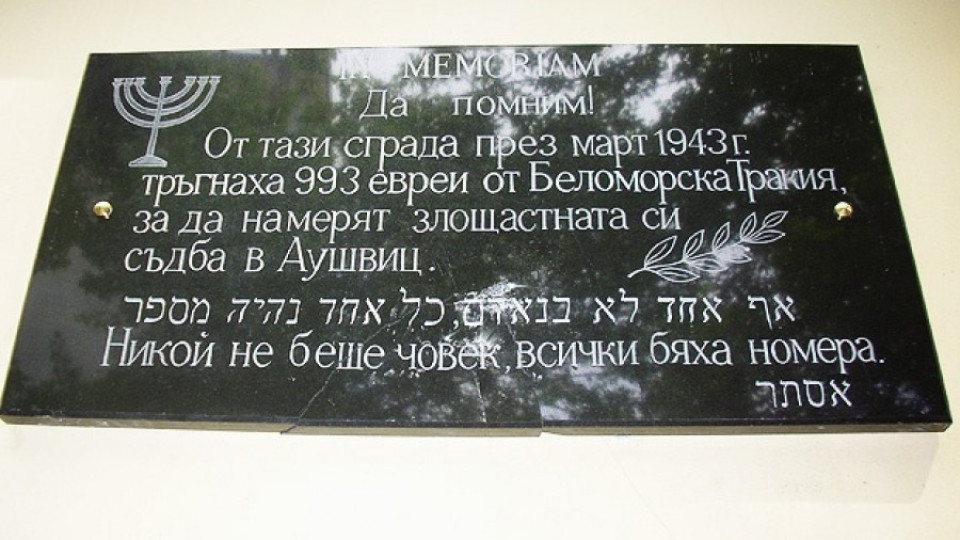 IN MEMORIAM
Да помним!
От тази сграда през март 1943 г.
тръгнаха 993 евреи от Беломорска Тракия,
за да намерят злощастната си
съдба в Аушвиц.
אף אחד לא בנאדם, כל אחד נהיה מספר
Никой не беше човек, всички бяха номера.
אסתר